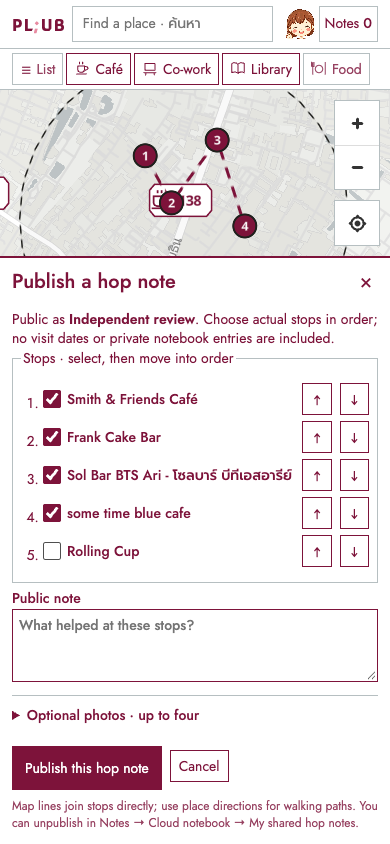 PL;UB
Find a place · ค้นหา
Notes 0
≡ List
Café
Co-work
Library
Food
1
3
2
38
4
+
−
Publish a hop note
×
Public as Independent review. Choose actual stops in order;
no visit dates or private notebook entries are included.
Stops · select, then move into order
1. Smith & Friends Café ↑ ↓
2. Frank Cake Bar ↑ ↓
3. Sol Bar BTS Ari - โซลบาร์ บีทีเอสอารีย์ ↑ ↓
4. some time blue cafe ↑ ↓
5. Rolling Cup ↑ ↓
Public note
What helped at these stops?
▶ Optional photos · up to four
Publish this hop note
Cancel
Map lines join stops directly; use place directions for walking paths. You
can unpublish in Notes → Cloud notebook → My shared hop notes.